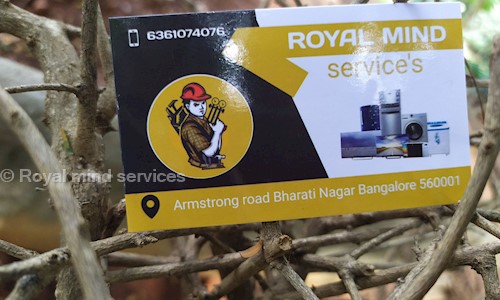 6361074076
ROYAL MIND
service's
© Royal mind services
Armstrong road Bharati Nagar Bangalore 560001